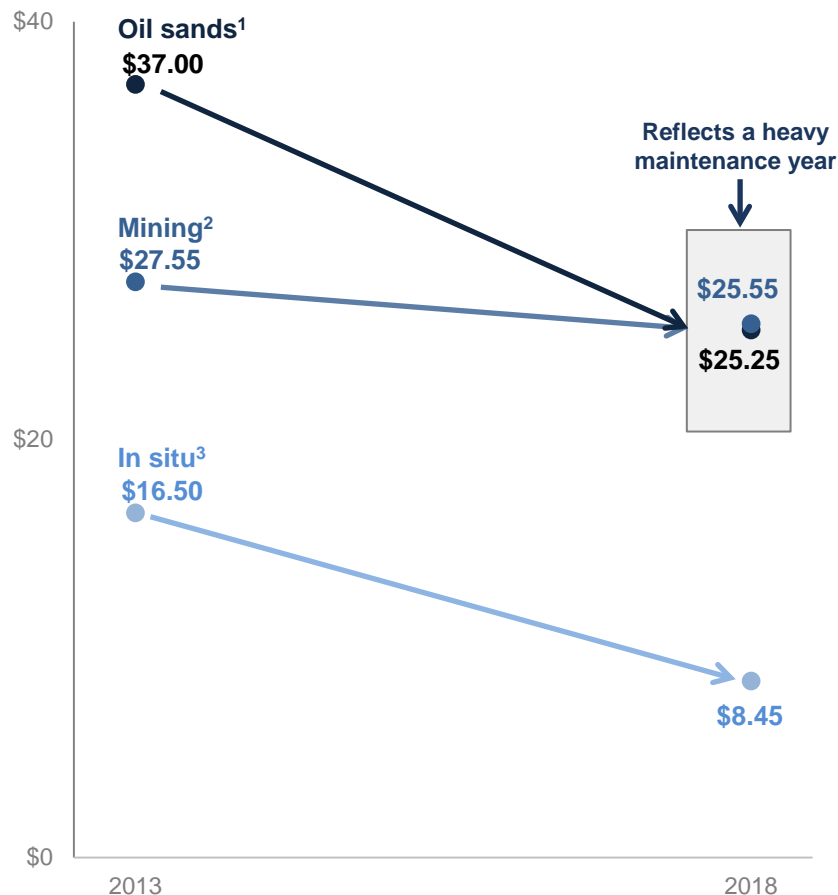 $40
Oil sands¹
$37.00
Reflects a heavy
maintenance year
Mining²
$27.55
$25.55
$25.25
$20
In situ³
$16.50
$8.45
$0
2013 2018